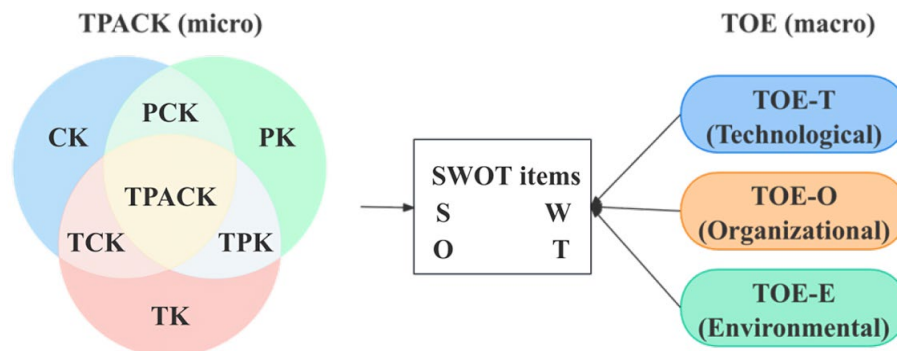 TPACK (micro)
TOE (macro)
CK
PCK
PK
TPACK
TCK
TPK
TK
SWOT items
S W
O T
TOE-T
(Technological)
TOE-O
(Organizational)
TOE-E
(Environmental)